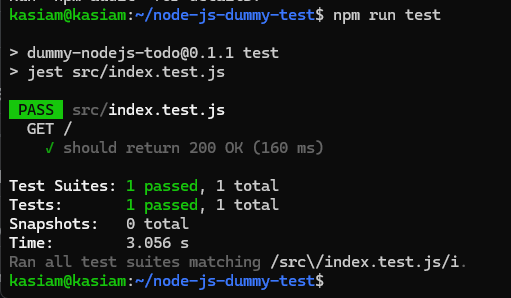 kasiam@kasiam:~/node-js-dummy-test$ npm run test
> dummy-nodejs-todo@0.1.1 test
> jest src/index.test.js
PASS src/index.test.js
GET /
✓ should return 200 OK (160 ms)
Test Suites: 1 passed, 1 total
Tests: 1 passed, 1 total
Snapshots: 0 total
Time: 3.056 s
Ran all test suites matching /src\/index.test.js/i.
kasiam@kasiam:~/node-js-dummy-test$